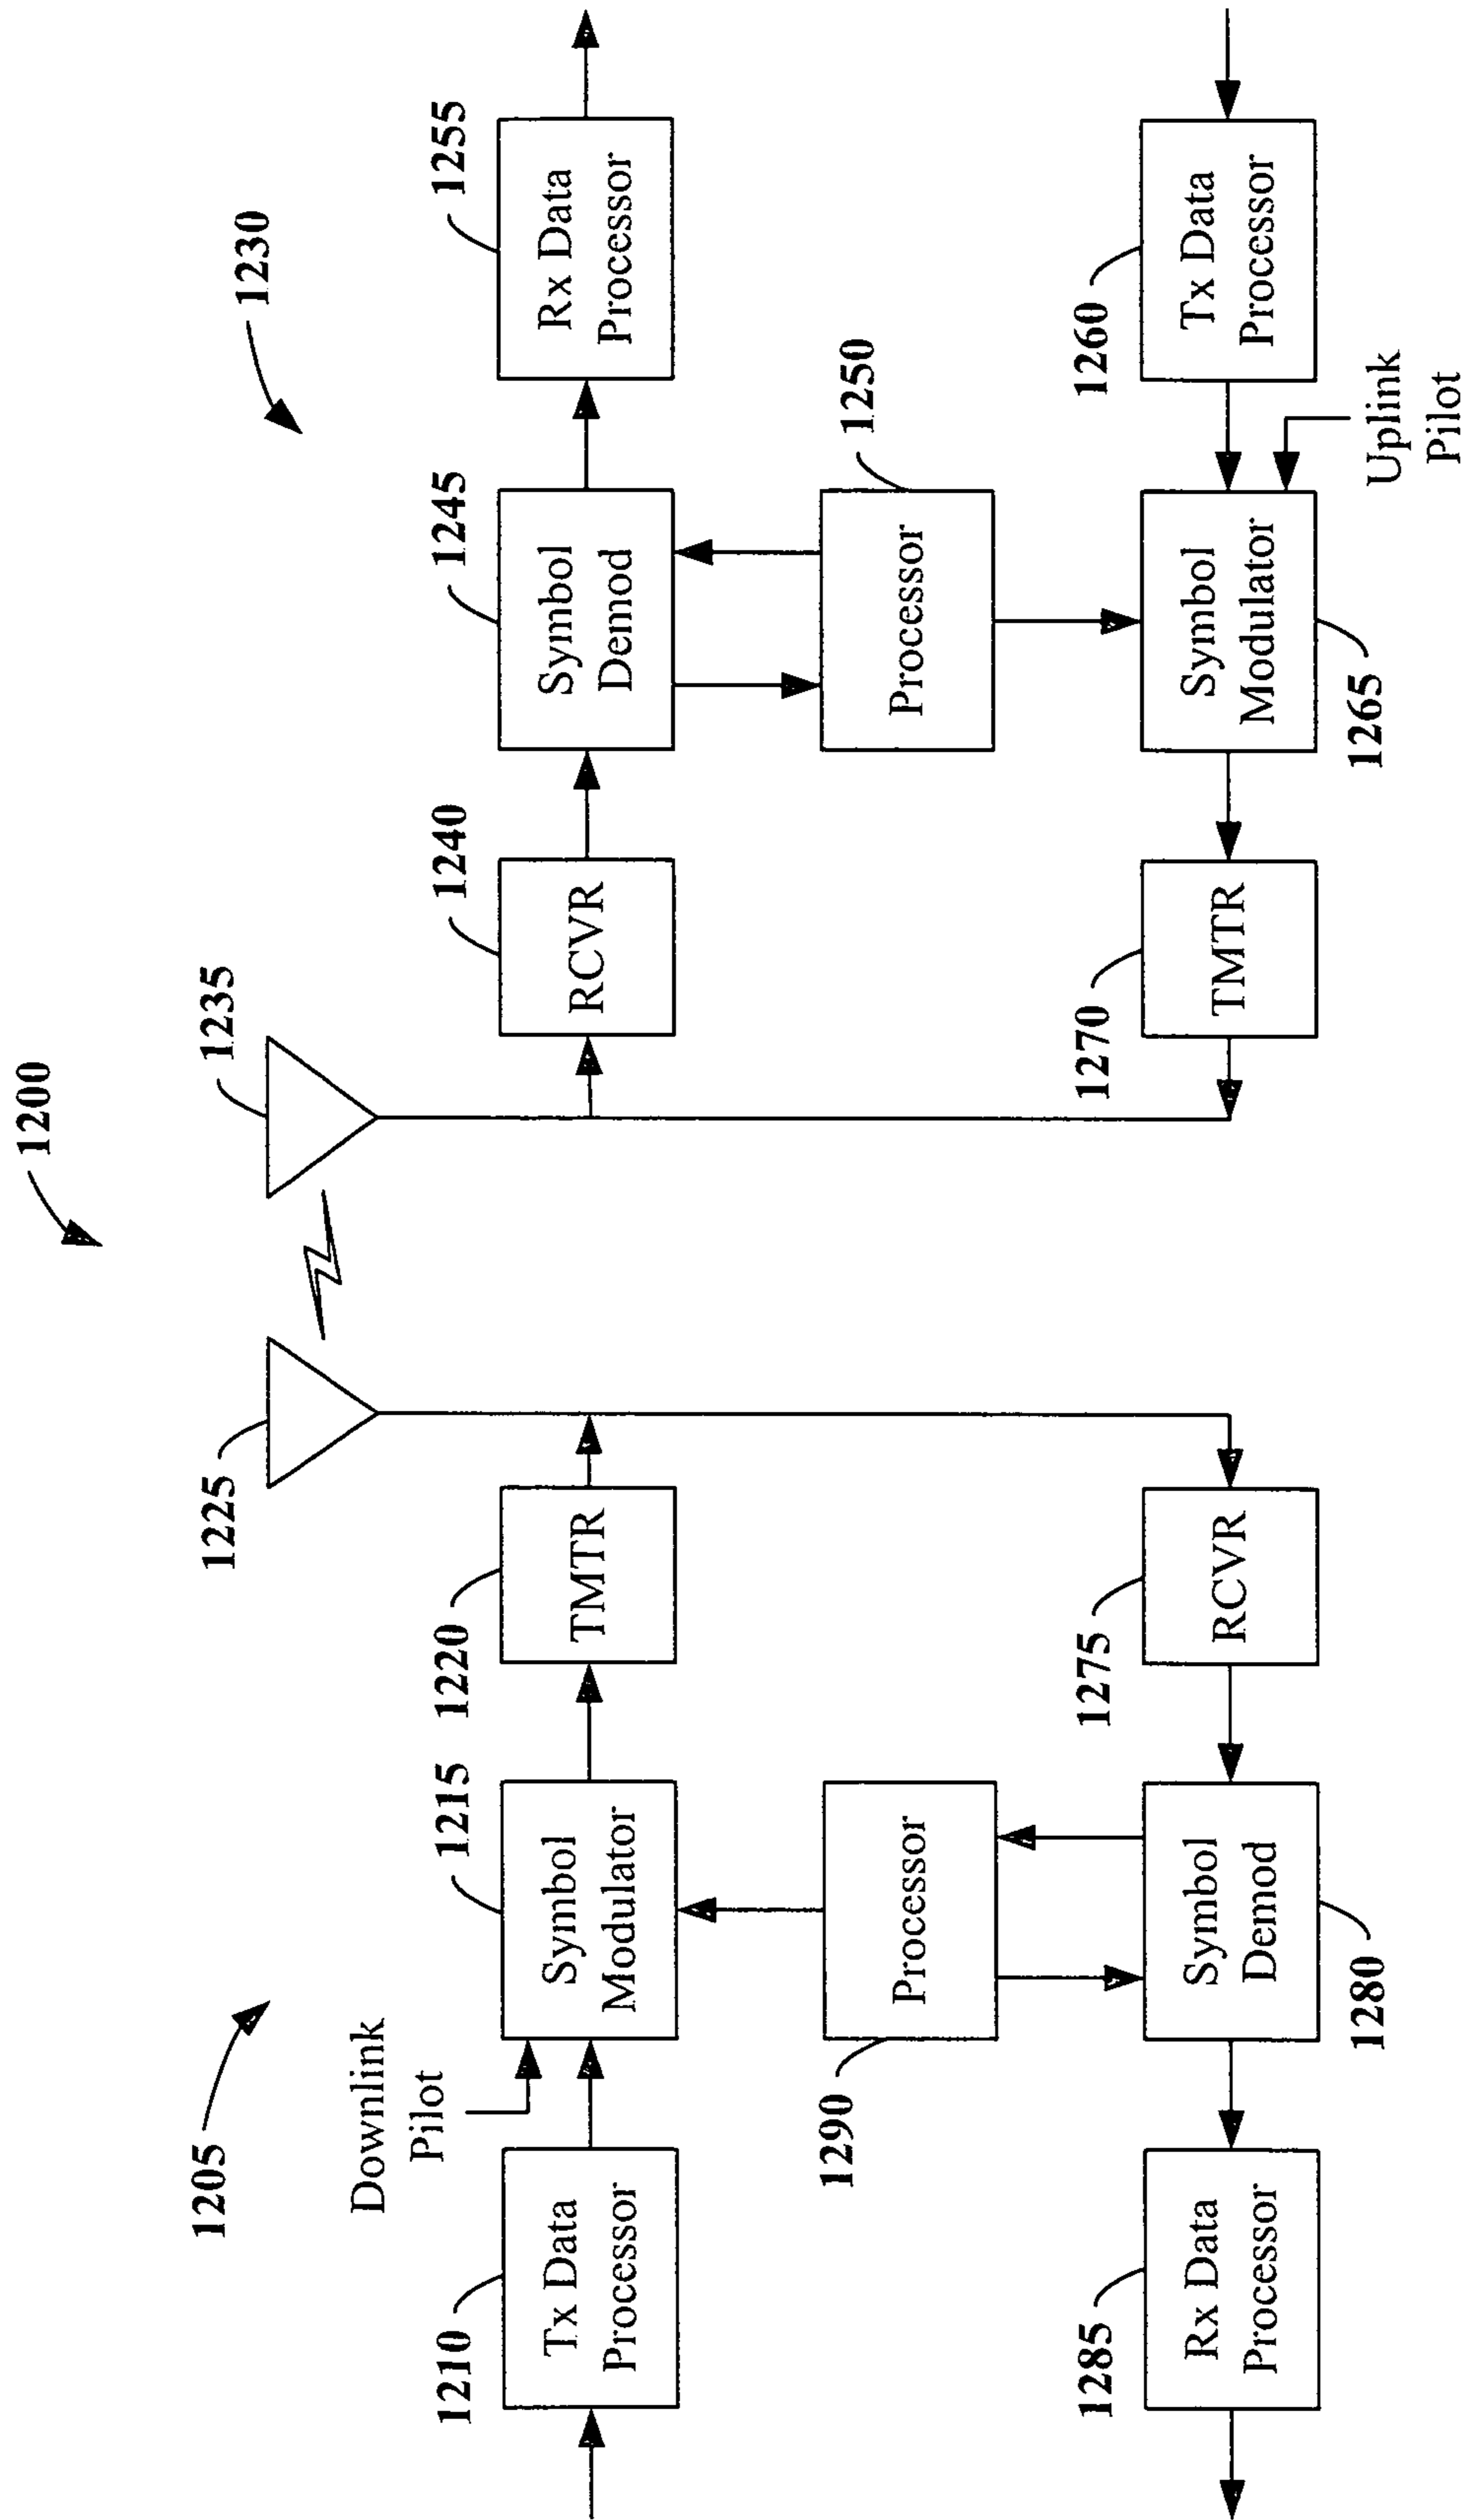 1200
1205
1230
1225
1235
Downlink
Pilot
1210
Tx Data
Processor
1215
Symbol
Modulator
1220
TMTR
1240
RCVR
1245
Symbol
Demod
1255
Rx Data
Processor
1290
Processor
Processor
1250
1285
Rx Data
Processor
Symbol
Demod
1280
1275
RCVR
1270
TMTR
Symbol
Modulator
1265
1260
Tx Data
Processor
Uplink
Pilot